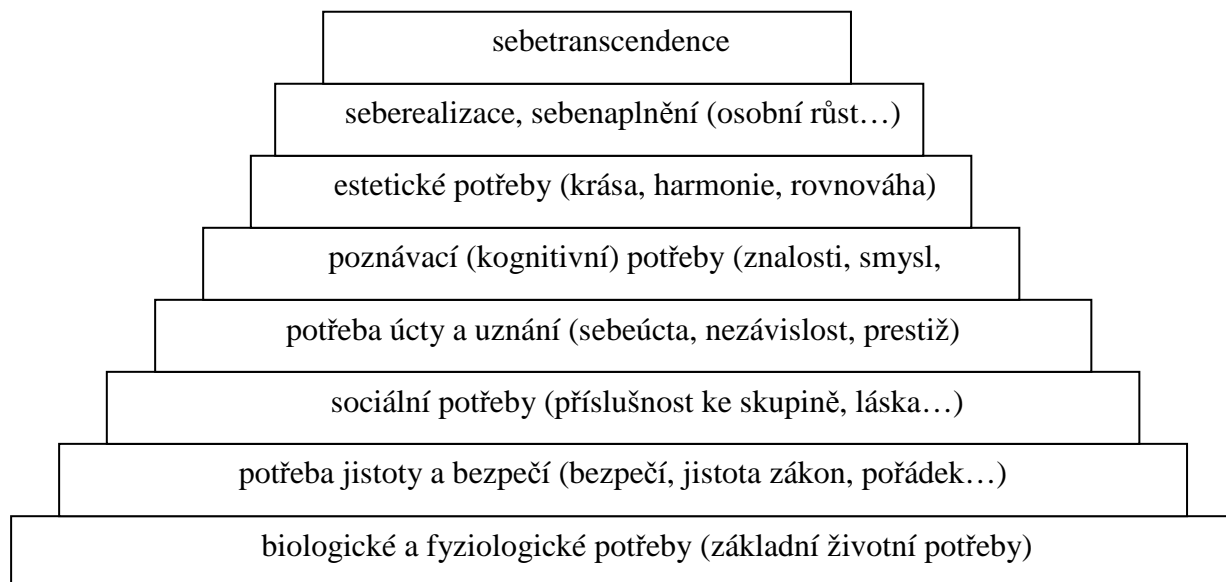 sebetranscendence
seberealizace, sebenaplnění (osobní růst…)
estetické potřeby (krása, harmonie, rovnováha)
poznávací (kognitivní) potřeby (znalosti, smysl,
potřeba úcty a uznání (sebeúcta, nezávislost, prestiž)
sociální potřeby (příslušnost ke skupině, láska…)
potřeba jistoty a bezpečí (bezpečí, jistota zákon, pořádek…)
biologické a fyziologické potřeby (základní životní potřeby)